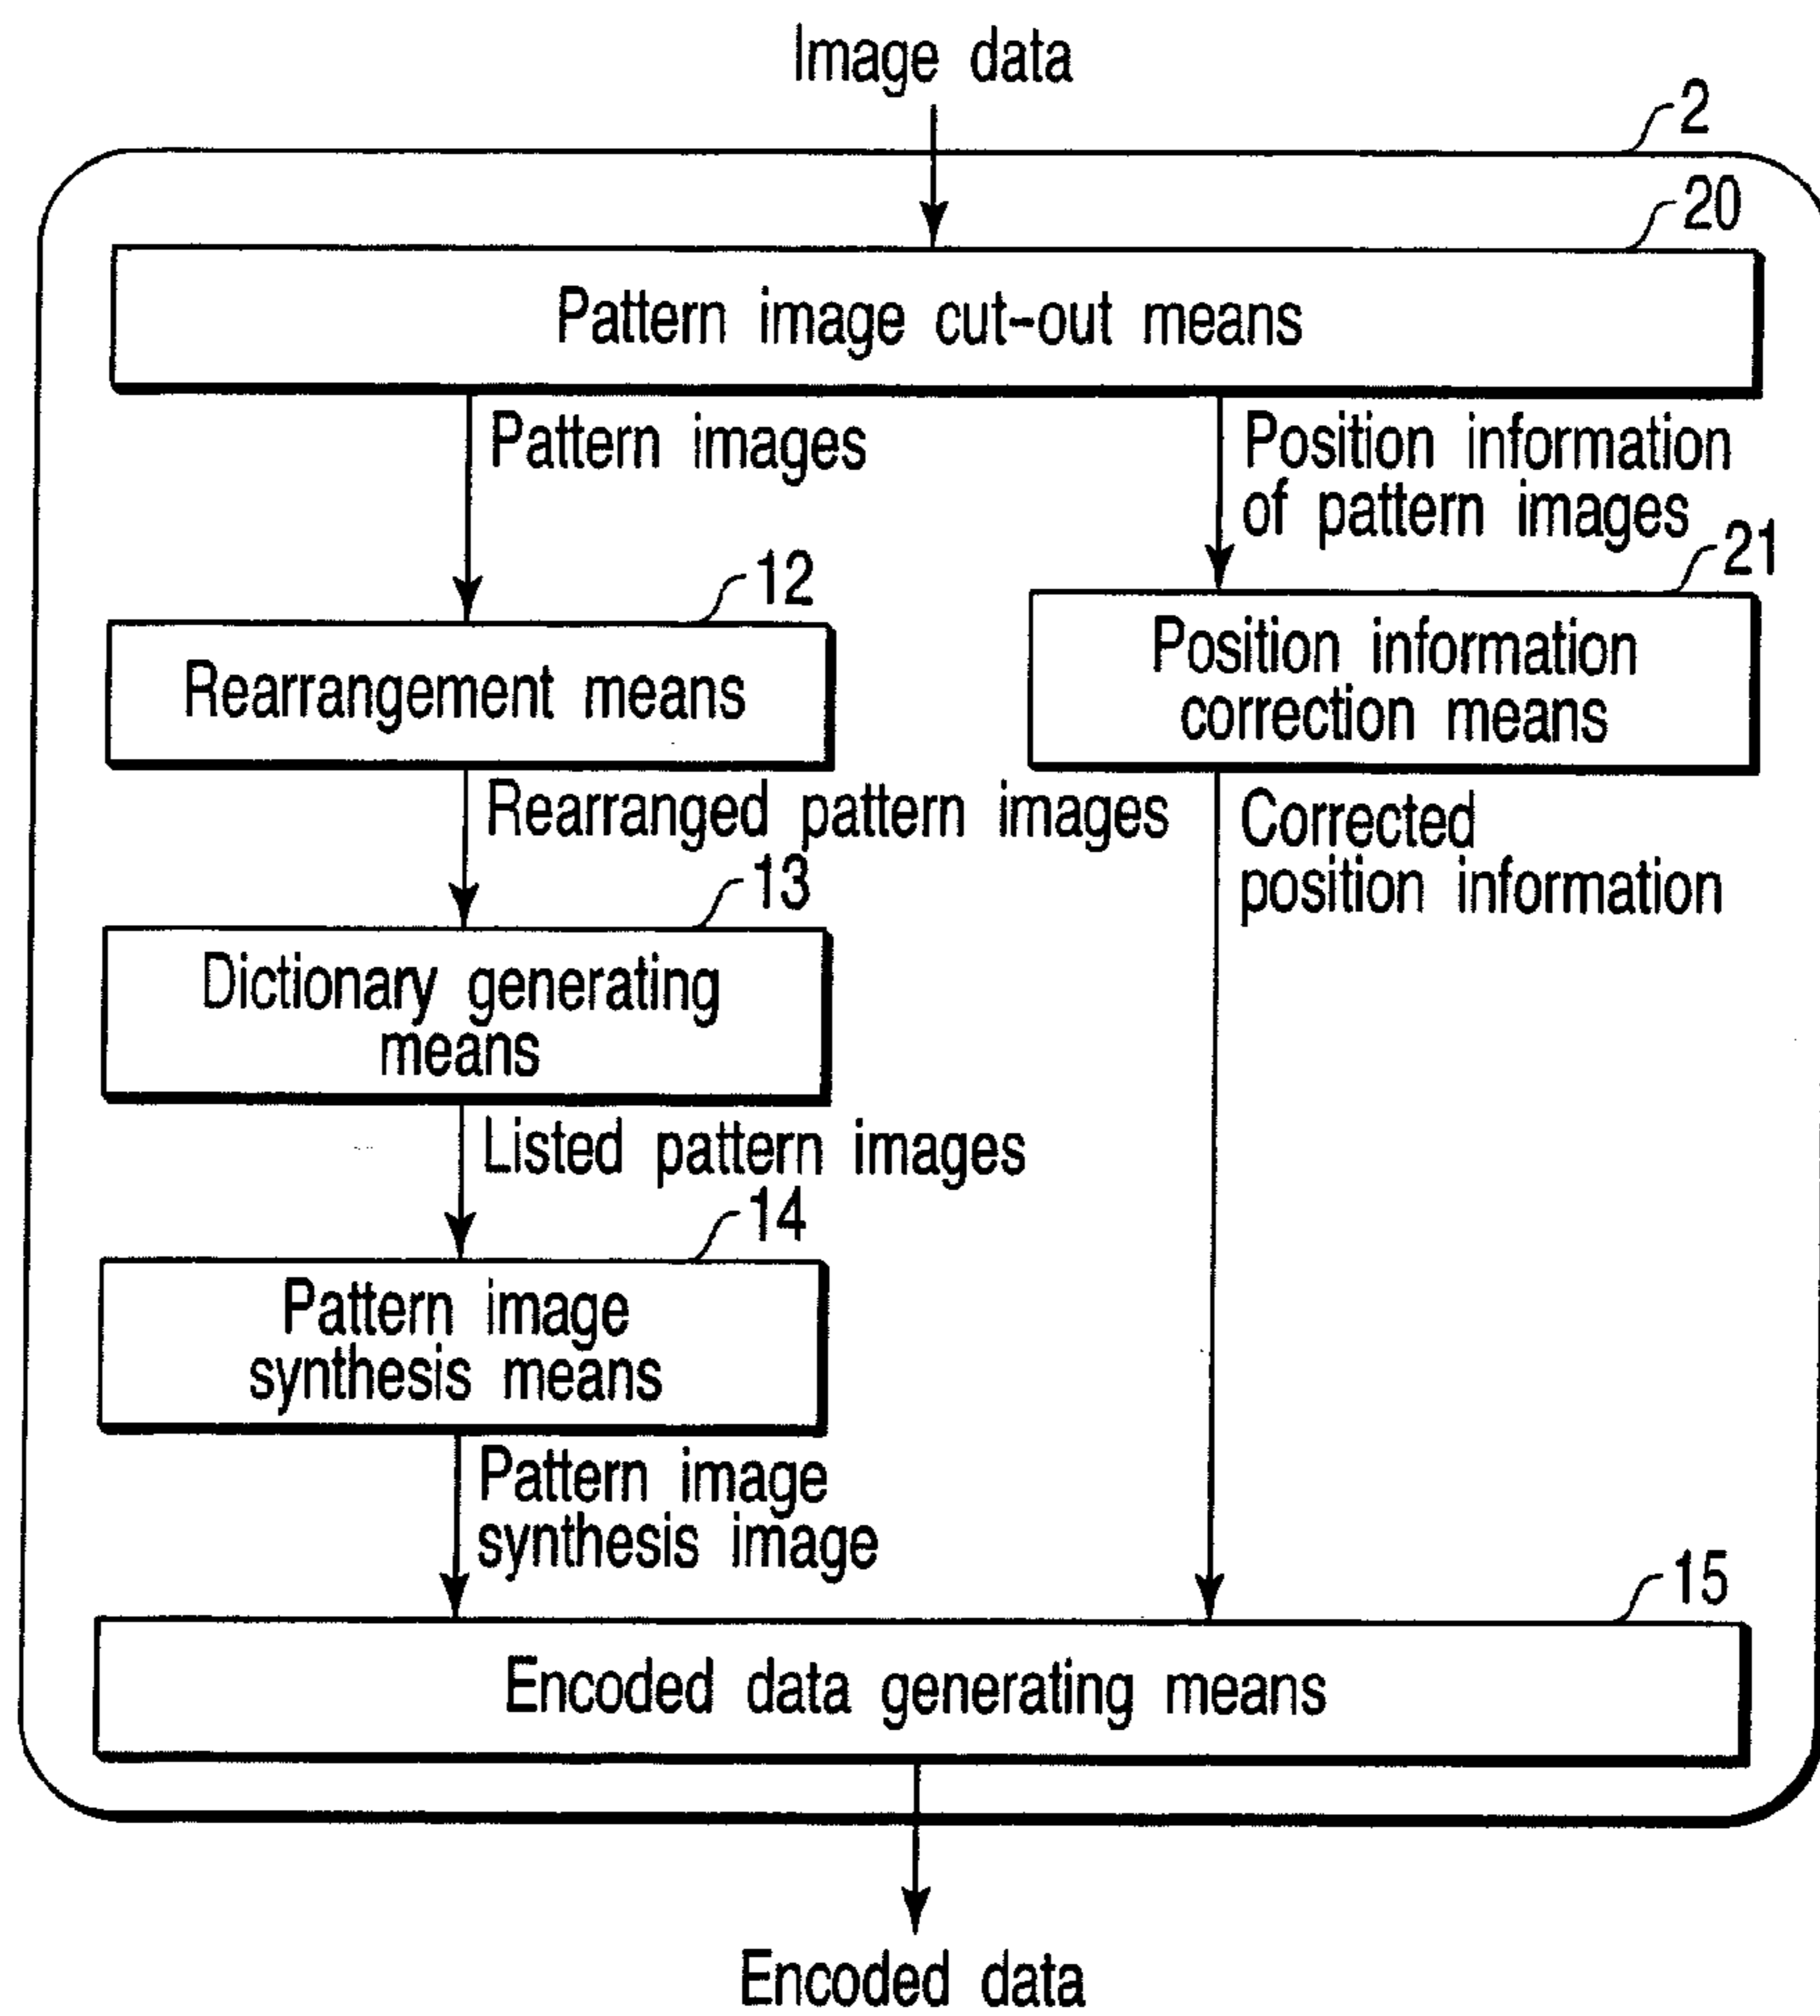 Image data
2
20
Pattern image cut-out means
Pattern images
Position information
of pattern images
12
21
Rearrangement means
Position information
correction means
Rearranged pattern images
Corrected
position information
13
Dictionary generating
means
Listed pattern images
14
Pattern image
synthesis means
Pattern image
synthesis image
15
Encoded data generating means
Encoded data